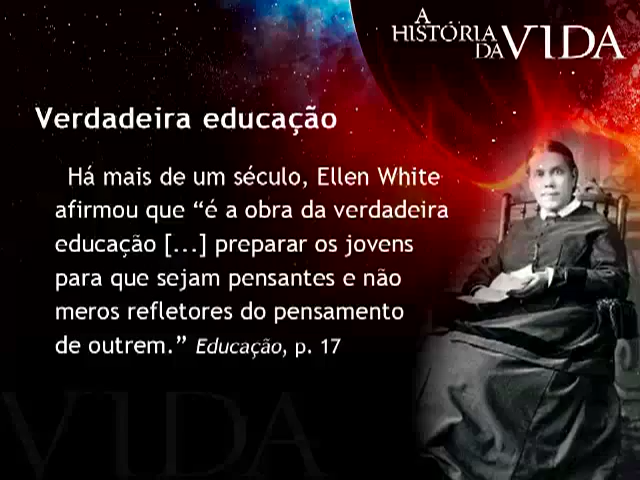 A
HISTÓRIA
DA VIDA
Verdadeira educação
Há mais de um século, Ellen White
afirmou que “é a obra da verdadeira
educação [...] preparar os jovens
para que sejam pensantes e não
meros refletores do pensamento
de outrem.” Educação, p. 17
VIDA